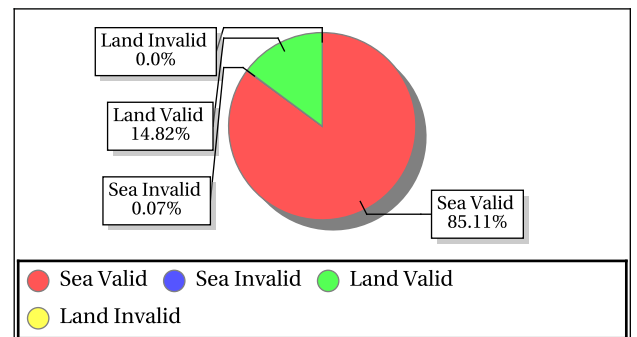 Land Invalid
0.0%
Land Valid
14.82%
Sea Invalid
0.07%
Sea Valid
85.11%
Sea Valid Sea Invalid Land Valid
Land Invalid